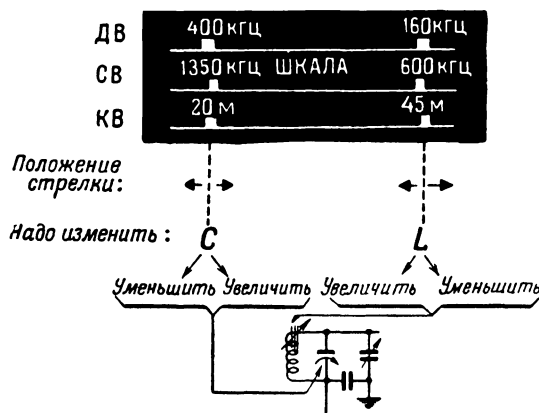 ДВ 400 кгц 160 кгц
СВ 1350 кгц ШКАЛА 600 кгц
КВ 20 м 45 м
Положение
стрелки:
Надо изменить: С L
Уменьшить Увеличить Увеличить Уменьшить